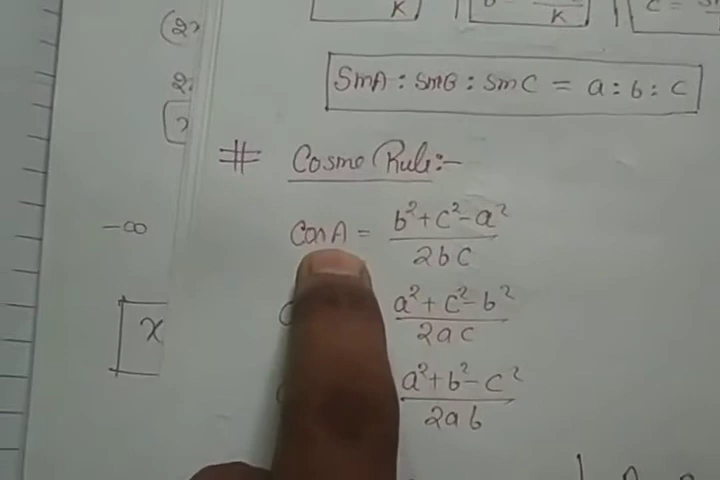 K
K
C =
SinA : SinB : SinC = a : b : c
# Cosine Rule:-
CosA = b²+c²-a² / 2bc
a²+c²-b² / 2ac
a²+b²-c² / 2ab
-∞
x